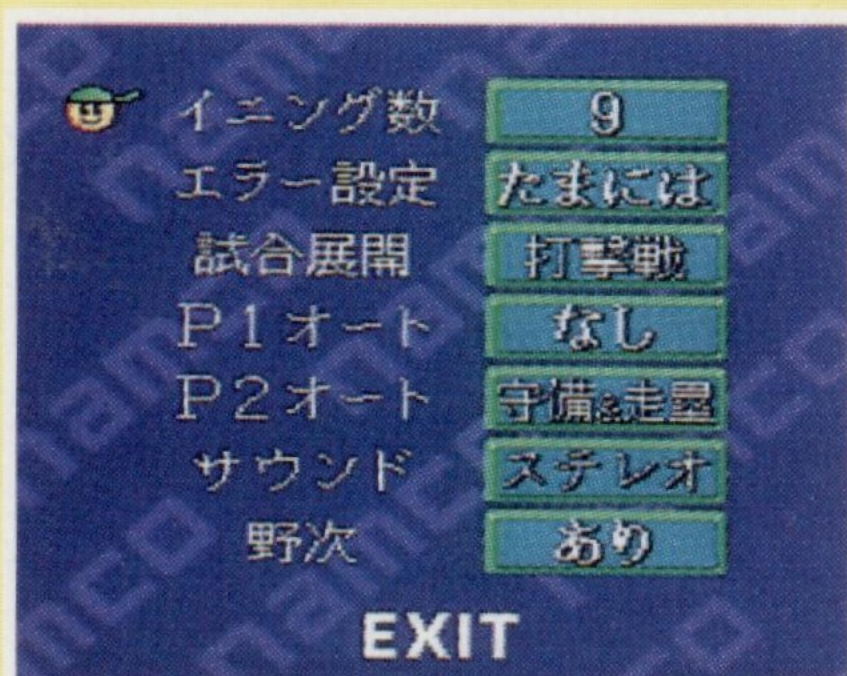 イニング数 9
エラー設定 たまには
試合展開 打撃戦
P1オート なし
P2オート 守備&走塁
サウンド ステレオ
野次 あり
EXIT